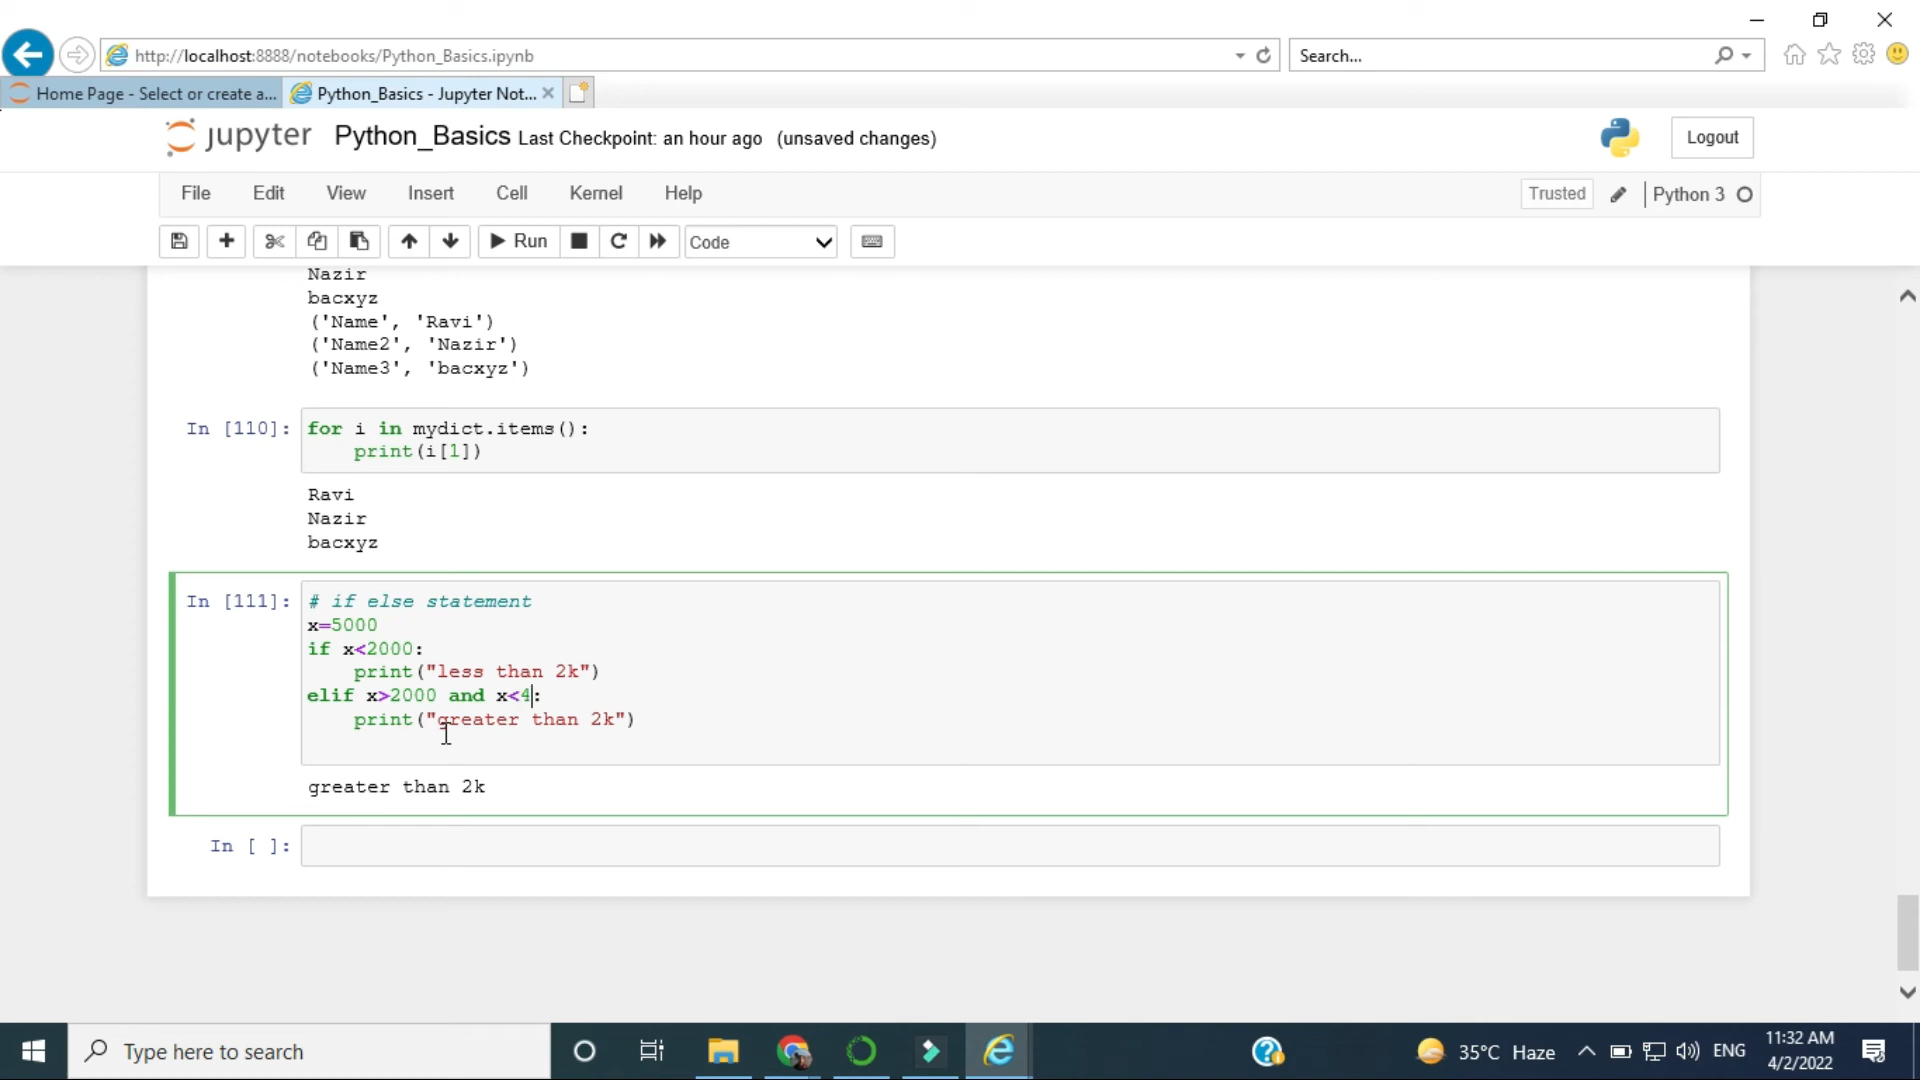 http://localhost:8888/notebooks/Python_Basics.ipynb
Search...
Home Page - Select or create a...
Python_Basics - Jupyter Not...
jupyter Python_Basics Last Checkpoint: an hour ago (unsaved changes)
Logout
File Edit View Insert Cell Kernel Help
Trusted
Python 3
Run
Code
Nazir
bacxyz
('Name', 'Ravi')
('Name2', 'Nazir')
('Name3', 'bacxyz')
In [110]: for i in mydict.items():
    print(i[1])
Ravi
Nazir
bacxyz
In [111]: # if else statement
x=5000
if x<2000:
    print("less than 2k")
elif x>2000 and x<4:
    print("greater than 2k")
greater than 2k
In [ ]:
Type here to search
35°C Haze
ENG
11:32 AM
4/2/2022